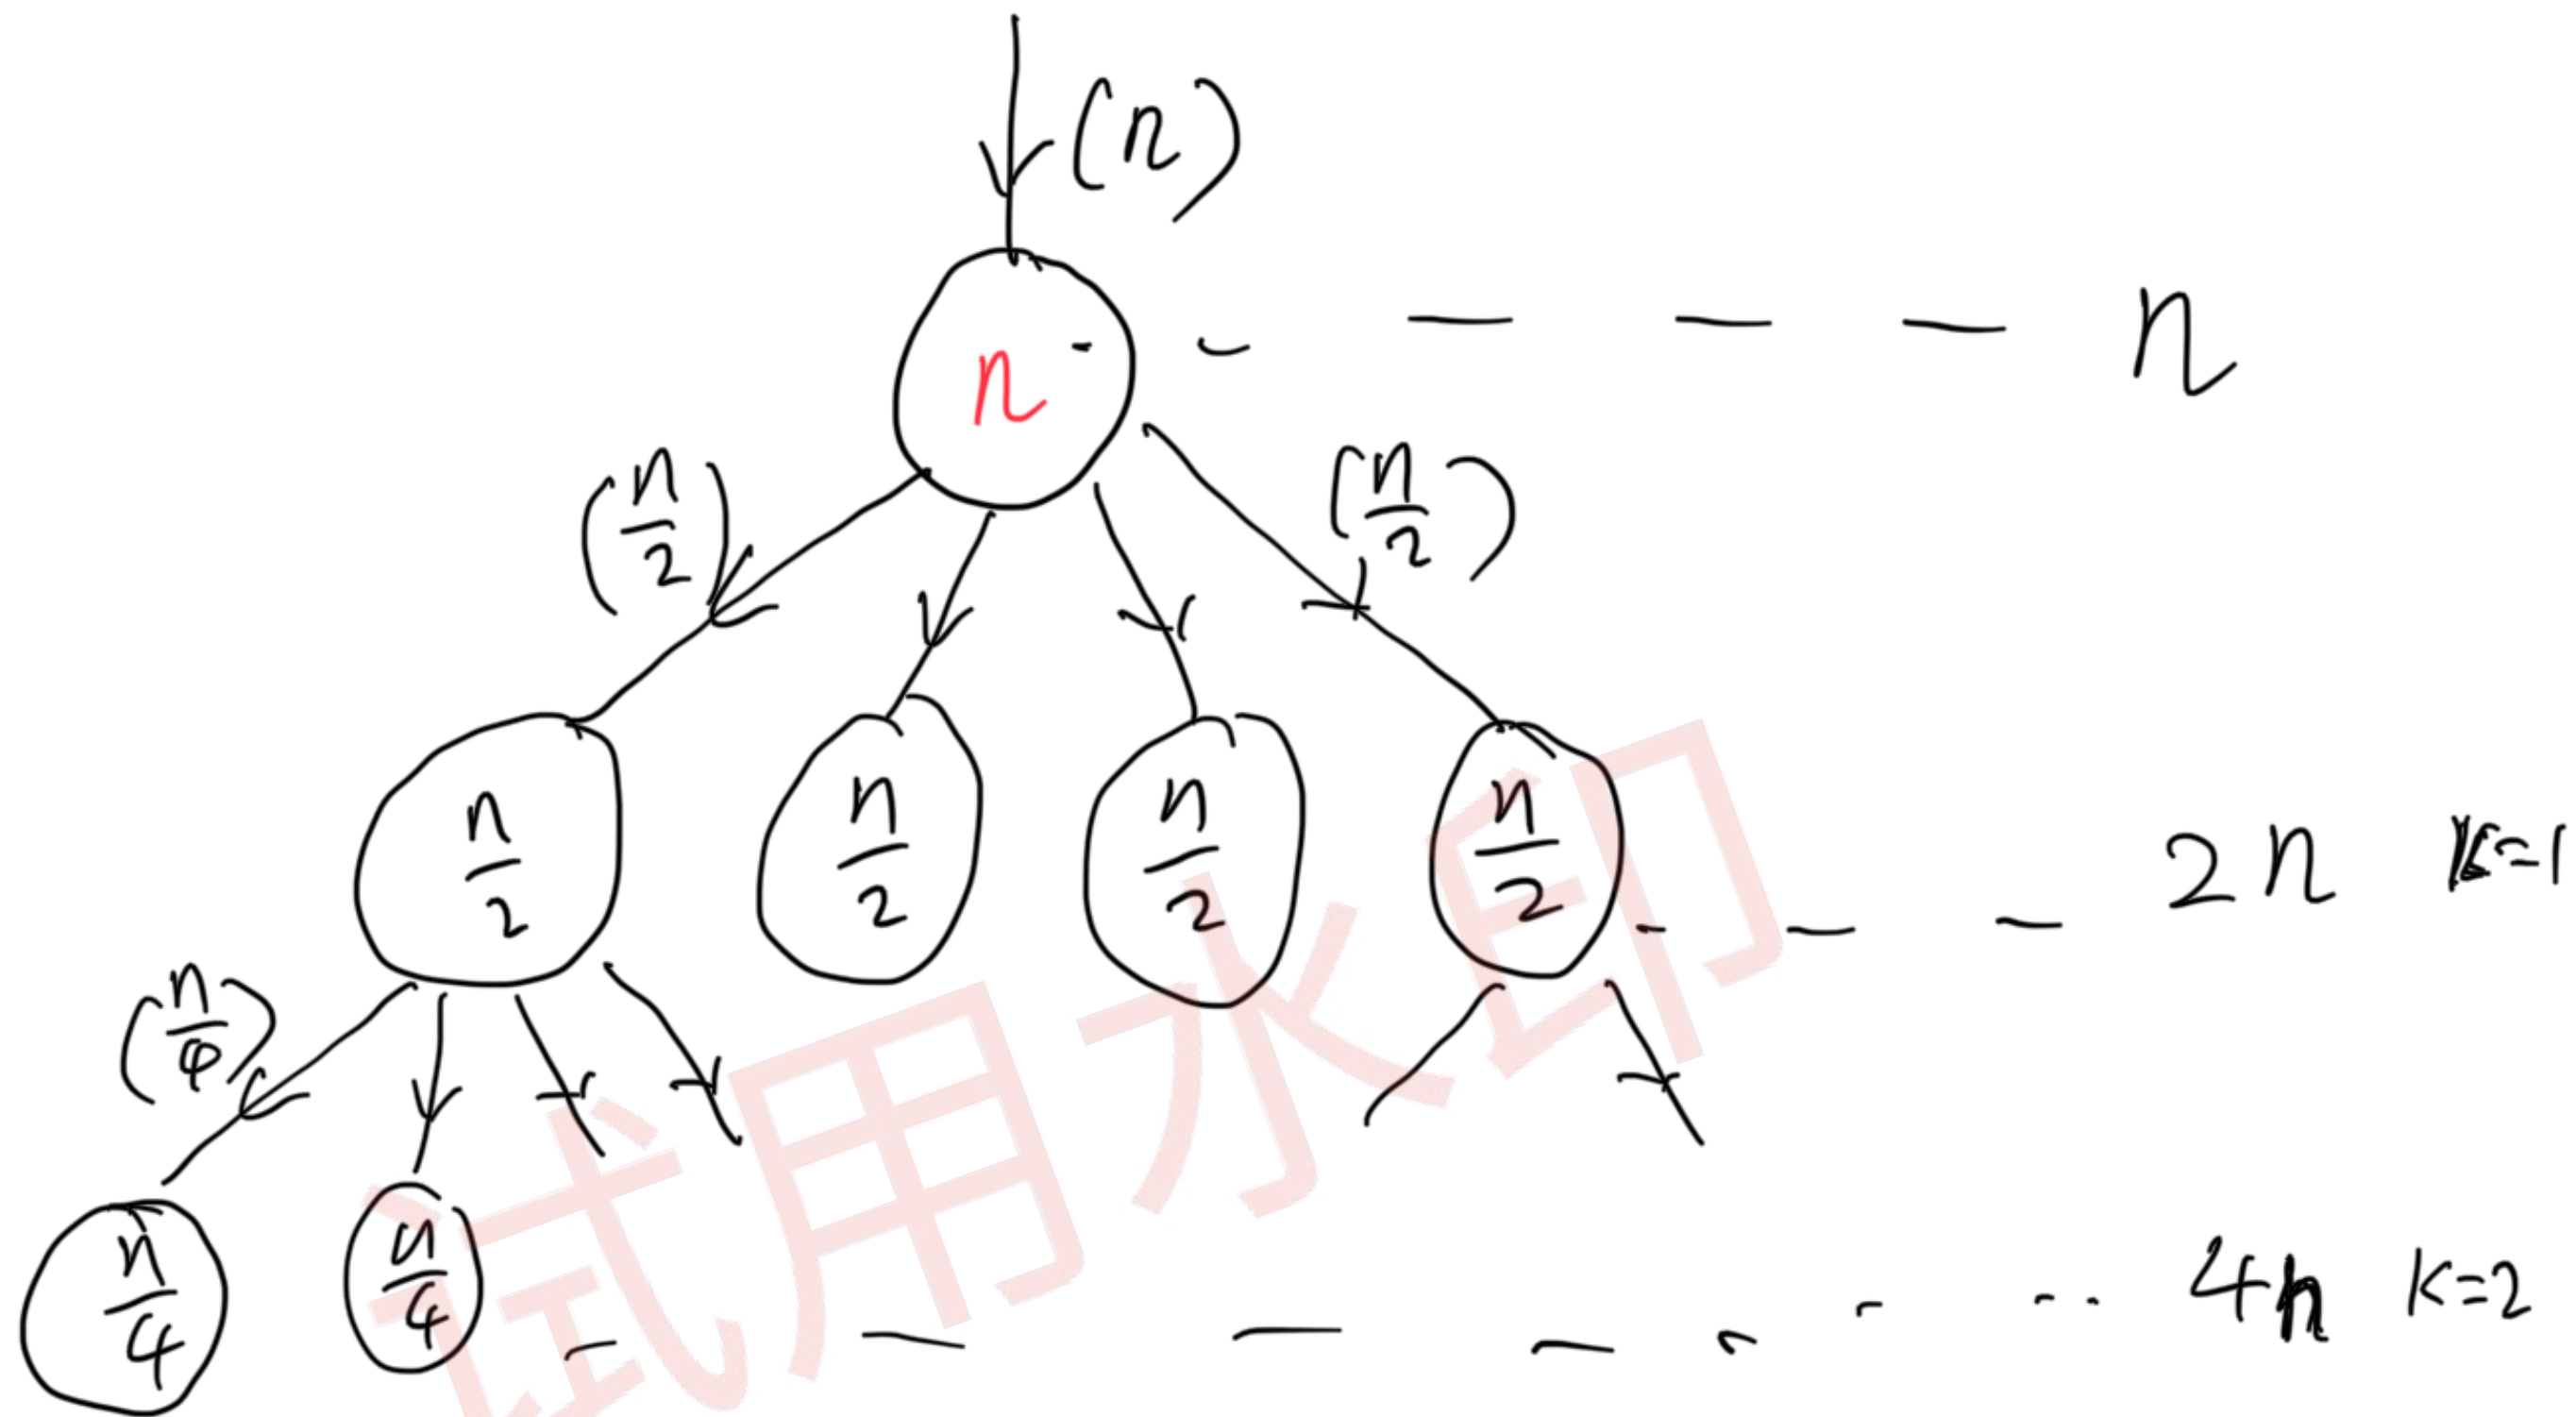 (n)
n - - - - - n
(n/2) (n/2)
n/2 n/2 n/2 n/2 - - - 2n k=1
(n/4)
n/4 n/4 - - - - - - - - 4n k=2
试用水印